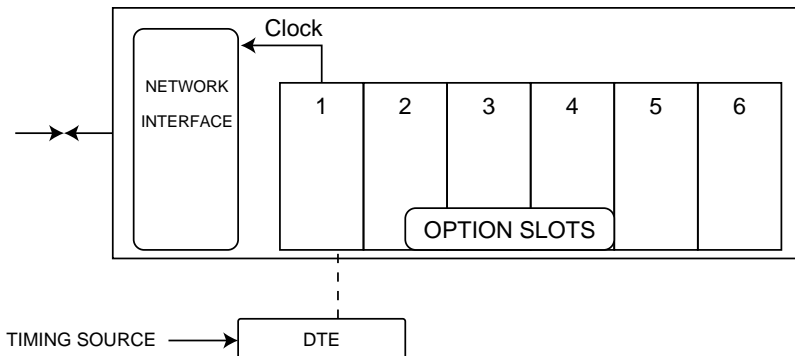 Clock
NETWORK
INTERFACE
1 2 3 4 5 6
OPTION SLOTS
TIMING SOURCE
DTE